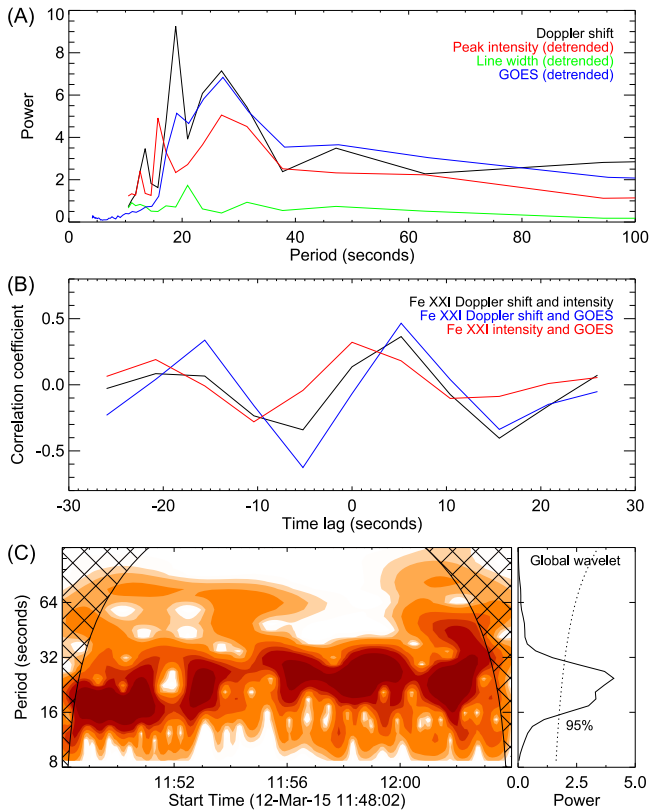 (A)
10
8
6
4
2
0
Power
Doppler shift
Peak intensity (detrended)
Line width (detrended)
GOES (detrended)
0 20 40 60 80 100
Period (seconds)
(B)
0.5
0.0
-0.5
Correlation coefficient
Fe XXI Doppler shift and intensity
Fe XXI Doppler shift and GOES
Fe XXI intensity and GOES
-30 -20 -10 0 10 20 30
Time lag (seconds)
(C)
64
32
16
8
Period (seconds)
11:52 11:56 12:00
Start Time (12-Mar-15 11:48:02)
Global wavelet
95%
0.0 2.5 5.0
Power